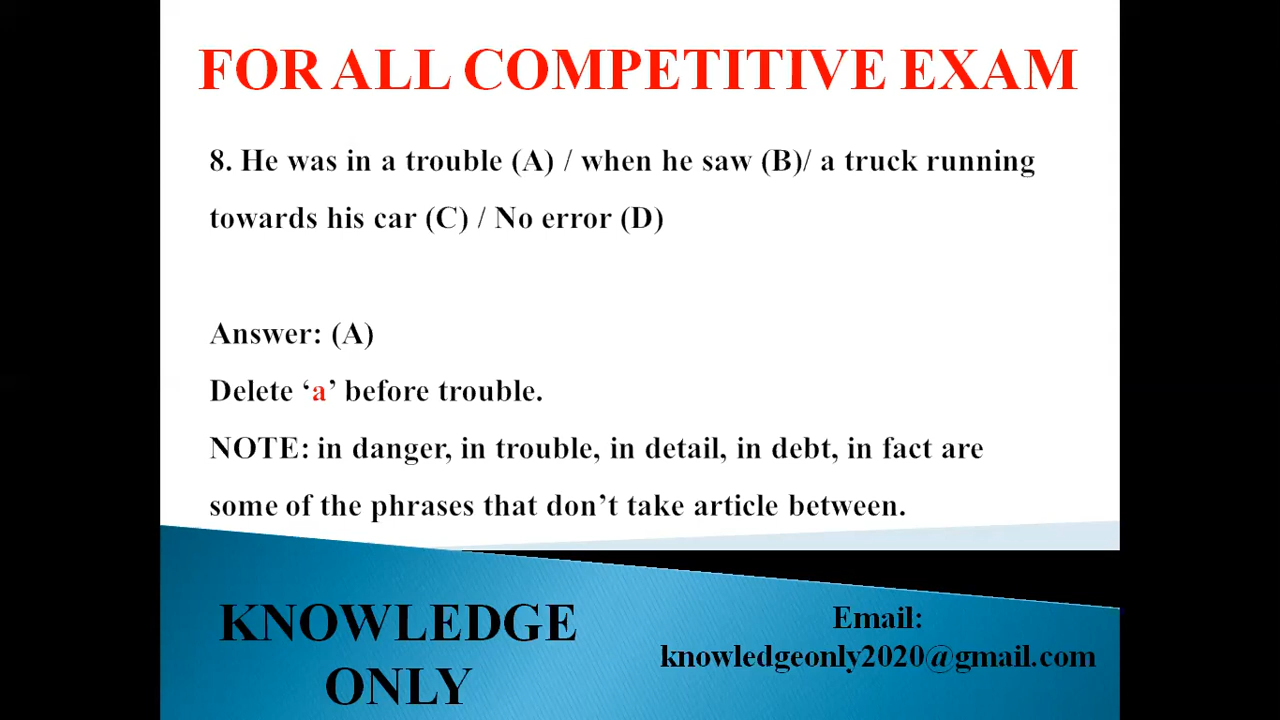 FOR ALL COMPETITIVE EXAM
8. He was in a trouble (A) / when he saw (B)/ a truck running
towards his car (C) / No error (D)
Answer: (A)
Delete ‘a’ before trouble.
NOTE: in danger, in trouble, in detail, in debt, in fact are
some of the phrases that don’t take article between.
KNOWLEDGE
ONLY
Email:
knowledgeonly2020@gmail.com